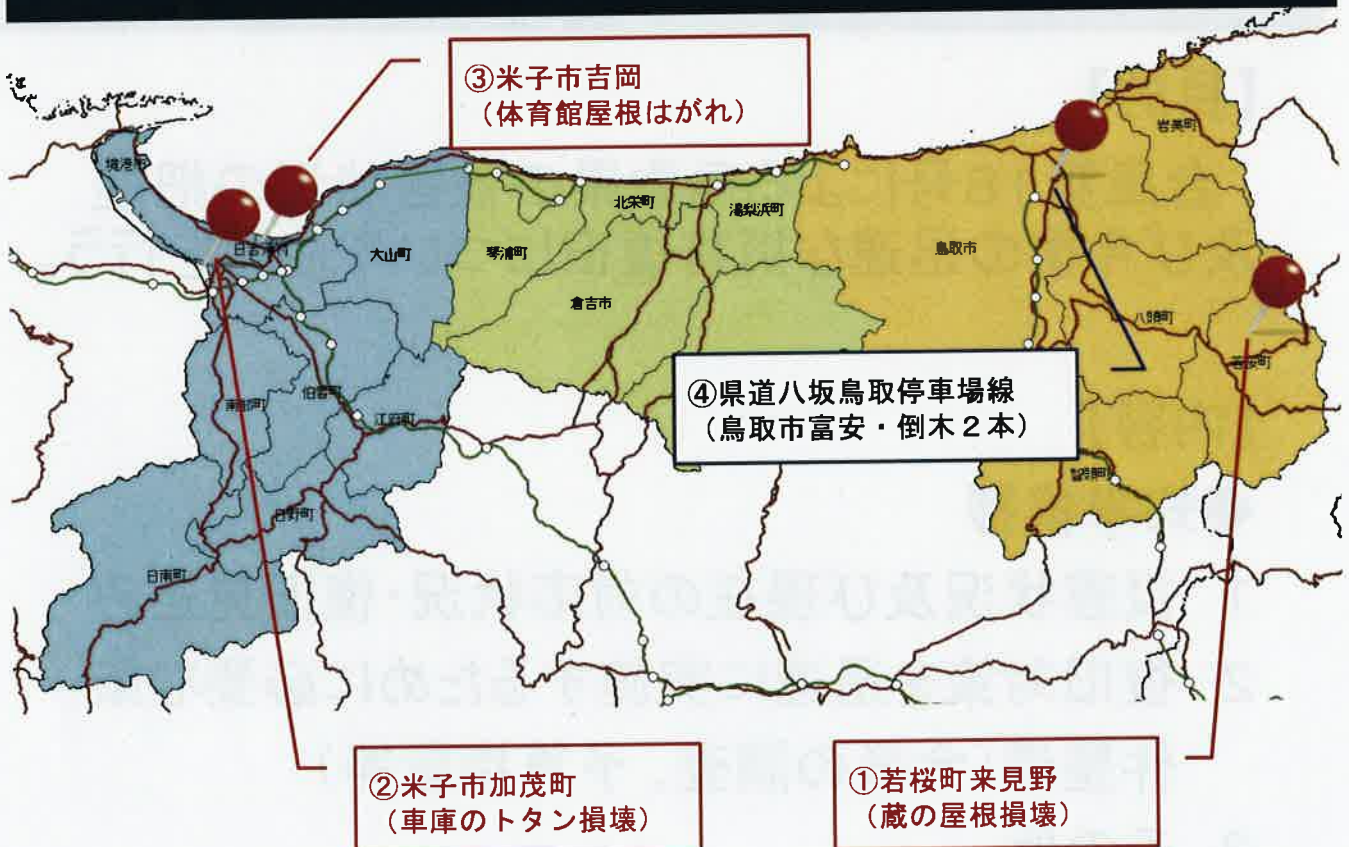 ③米子市吉岡
（体育館屋根はがれ）
岩美町
境港市
北栄町
湯梨浜町
大山町
琴浦町
鳥取市
倉吉市
八頭町
若桜町
④県道八坂鳥取停車場線
（鳥取市富安・倒木２本）
南部町
伯耆町
江府町
智頭町
日野町
日南町
②米子市加茂町
（車庫のトタン損壊）
①若桜町来見野
（蔵の屋根損壊）